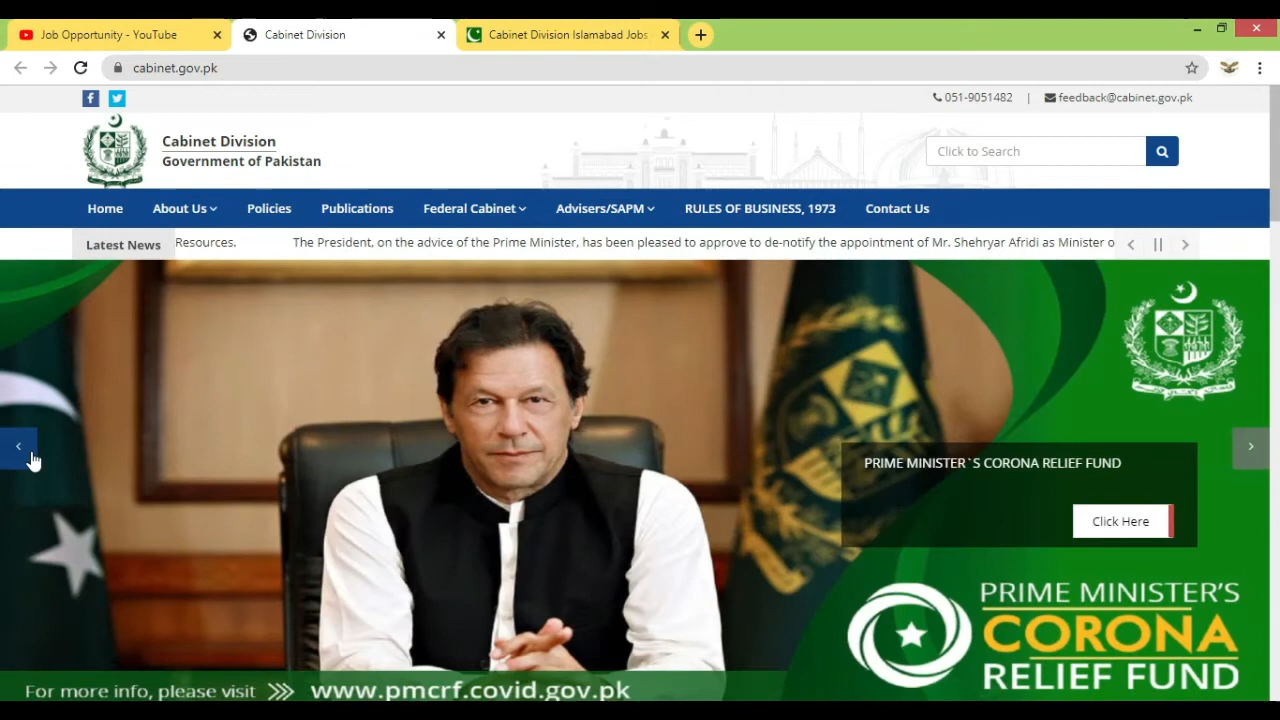 Job Opportunity - YouTube
Cabinet Division
Cabinet Division Islamabad Jobs
cabinet.gov.pk
051-9051482 | feedback@cabinet.gov.pk
Cabinet Division
Government of Pakistan
Click to Search
Home About Us Policies Publications Federal Cabinet Advisers/SAPM RULES OF BUSINESS, 1973 Contact Us
Latest News Resources. The President, on the advice of the Prime Minister, has been pleased to approve to de-notify the appointment of Mr. Shehryar Afridi as Minister o
PRIME MINISTER`S CORONA RELIEF FUND
Click Here
PRIME MINISTER'S
CORONA
RELIEF FUND
For more info, please visit www.pmcrf.covid.gov.pk